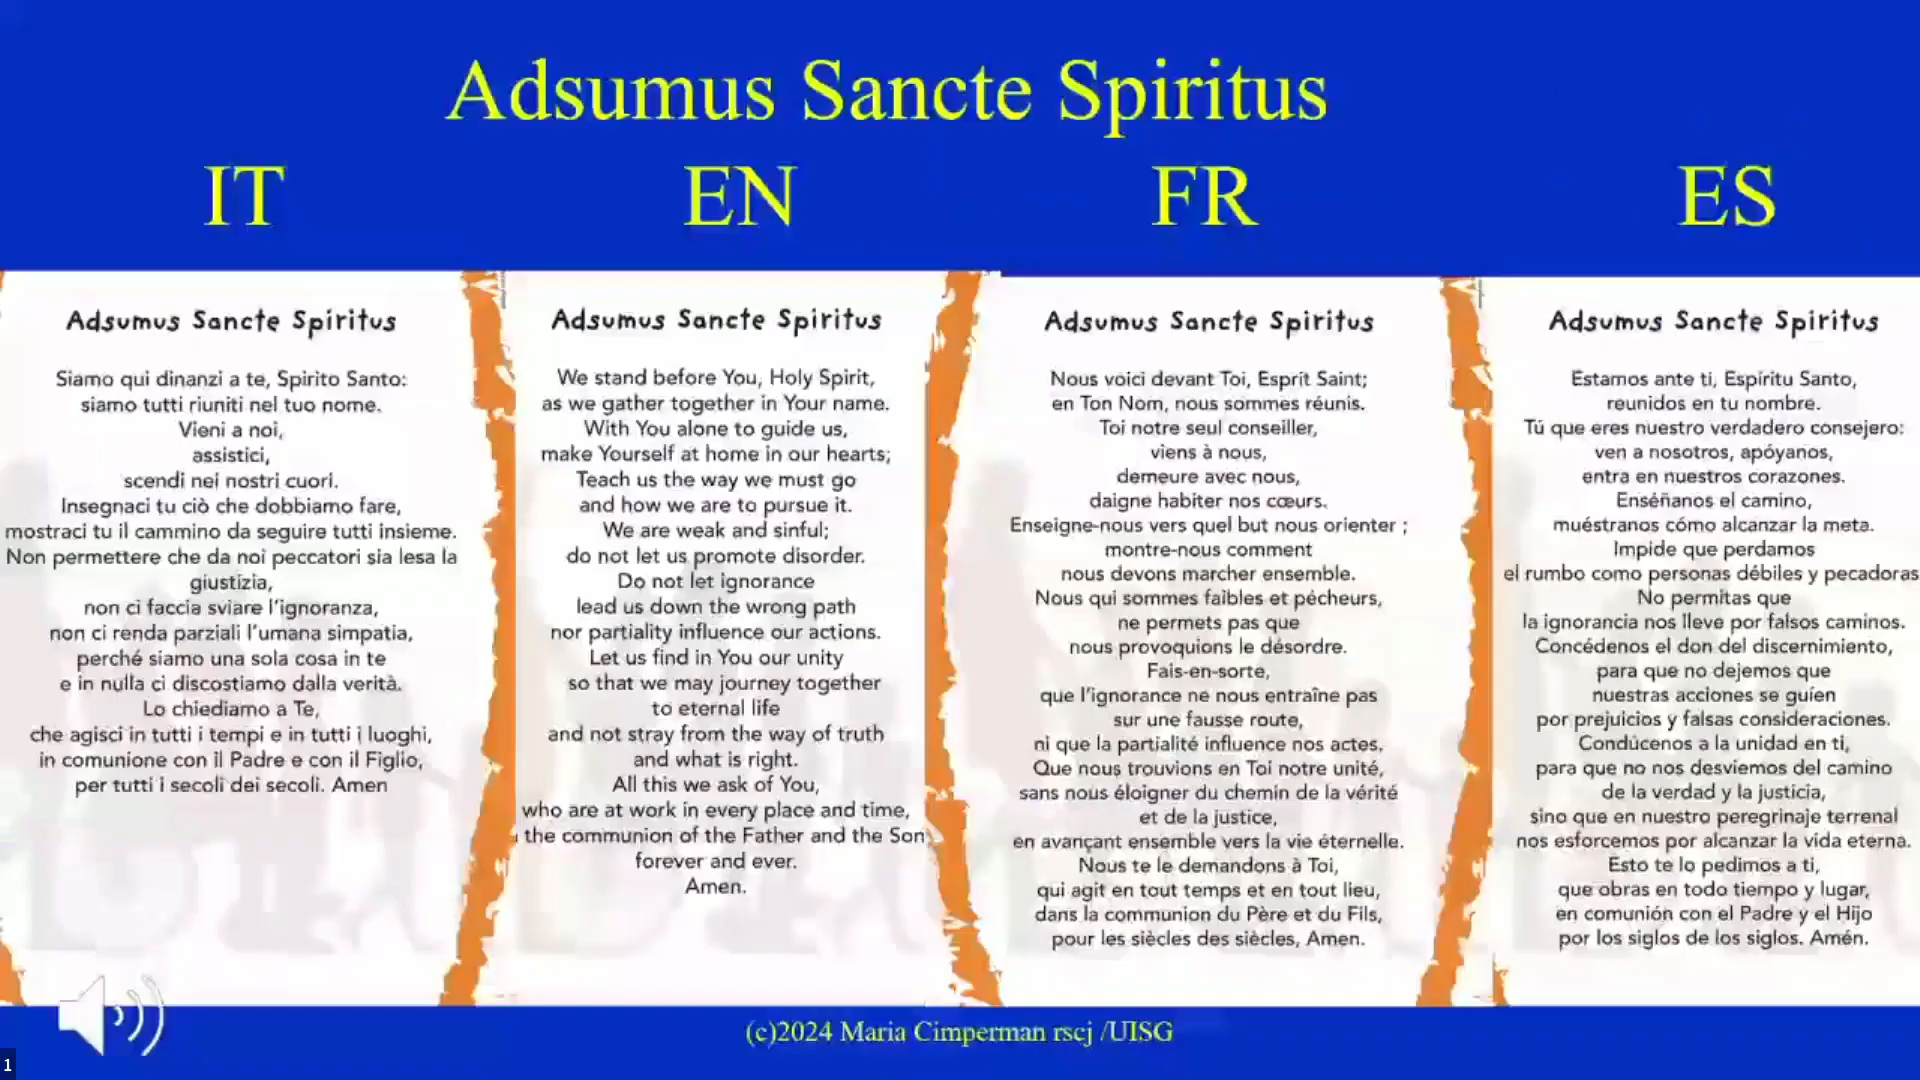 Adsumus Sancte Spiritus
IT
EN
FR
ES
Adsumus Sancte Spiritus
Siamo qui dinanzi a te, Spirito Santo:
siamo tutti riuniti nel tuo nome.
Vieni a noi,
assistici,
scendi nei nostri cuori.
Insegnaci tu ciò che dobbiamo fare,
mostraci tu il cammino da seguire tutti insieme.
Non permettere che da noi peccatori sia lesa la
giustizia,
non ci faccia sviare l'ignoranza,
non ci renda parziali l'umana simpatia,
perché siamo una sola cosa in te
e in nulla ci discostiamo dalla verità.
Lo chiediamo a Te,
che agisci in tutti i tempi e in tutti i luoghi,
in comunione con il Padre e con il Figlio,
per tutti i secoli dei secoli. Amen
Adsumus Sancte Spiritus
We stand before You, Holy Spirit,
as we gather together in Your name.
With You alone to guide us,
make Yourself at home in our hearts;
Teach us the way we must go
and how we are to pursue it.
We are weak and sinful;
do not let us promote disorder.
Do not let ignorance
lead us down the wrong path
nor partiality influence our actions.
Let us find in You our unity
so that we may journey together
to eternal life
and not stray from the way of truth
and what is right.
All this we ask of You,
who are at work in every place and time,
the communion of the Father and the Son
forever and ever.
Amen.
Adsumus Sancte Spiritus
Nous voici devant Toi, Esprit Saint;
en Ton Nom, nous sommes réunis.
Toi notre seul conseiller,
viens à nous,
demeure avec nous,
daigne habiter nos cœurs.
Enseigne-nous vers quel but nous orienter ;
montre-nous comment
nous devons marcher ensemble.
Nous qui sommes faibles et pécheurs,
ne permets pas que
nous provoquions le désordre.
Fais-en-sorte,
que l'ignorance ne nous entraîne pas
sur une fausse route,
ni que la partialité influence nos actes.
Que nous trouvions en Toi notre unité,
sans nous éloigner du chemin de la vérité
et de la justice,
en avançant ensemble vers la vie éternelle.
Nous te le demandons à Toi,
qui agit en tout temps et en tout lieu,
dans la communion du Père et du Fils,
pour les siècles des siècles, Amen.
Adsumus Sancte Spiritus
Estamos ante ti, Espíritu Santo,
reunidos en tu nombre.
Tú que eres nuestro verdadero consejero:
ven a nosotros, apóyanos,
entra en nuestros corazones.
Enséñanos el camino,
muéstranos cómo alcanzar la meta.
Impide que perdamos
el rumbo como personas débiles y pecadoras
No permitas que
la ignorancia nos lleve por falsos caminos.
Concédenos el don del discernimiento,
para que no dejemos que
nuestras acciones se guíen
por prejuicios y falsas consideraciones.
Condúcenos a la unidad en ti,
para que no nos desviemos del camino
de la verdad y la justicia,
sino que en nuestro peregrinaje terrenal
nos esforcemos por alcanzar la vida eterna.
Esto te lo pedimos a ti,
que obras en todo tiempo y lugar,
en comunión con el Padre y el Hijo
por los siglos de los siglos. Amén.
(c)2024 Maria Cimperman rscj /UISG
1